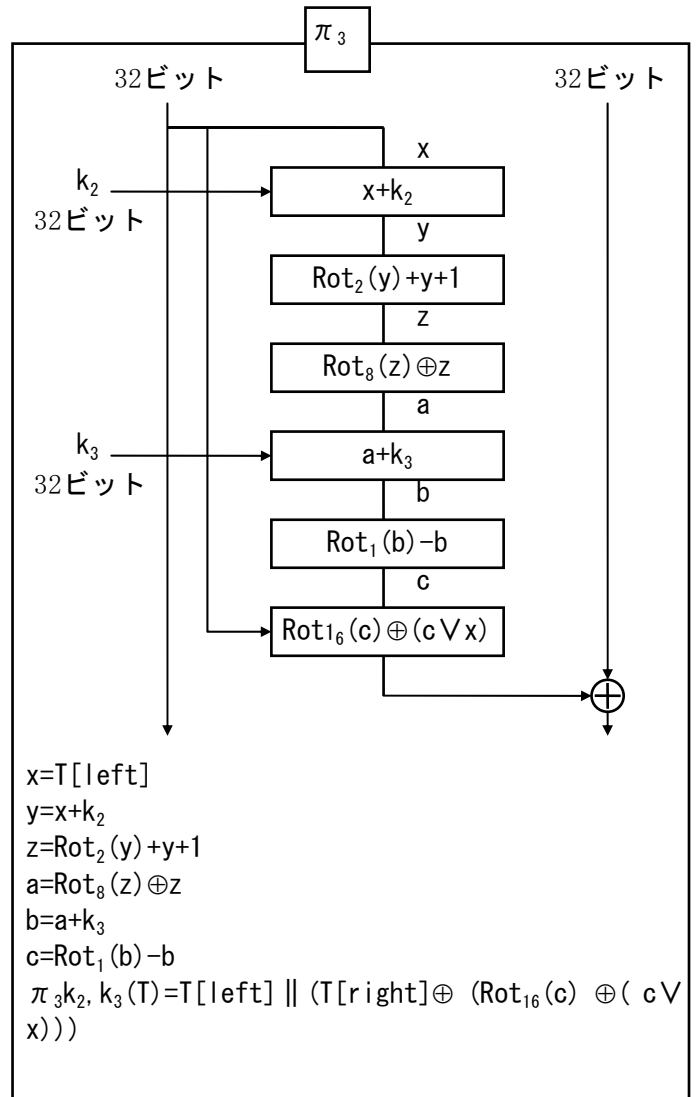 π₃
32ビット 32ビット
x
k₂
x+k₂
32ビット
y
Rot₂(y)+y+1
z
Rot₈(z)⊕z
a
k₃
a+k₃
32ビット
b
Rot₁(b)-b
c
Rot₁₆(c)⊕(c∨x)
x=T[left]
y=x+k₂
z=Rot₂(y)+y+1
a=Rot₈(z)⊕z
b=a+k₃
c=Rot₁(b)-b
π₃k₂,k₃(T)=T[left]‖(T[right]⊕ (Rot₁₆(c) ⊕( c∨
x)))